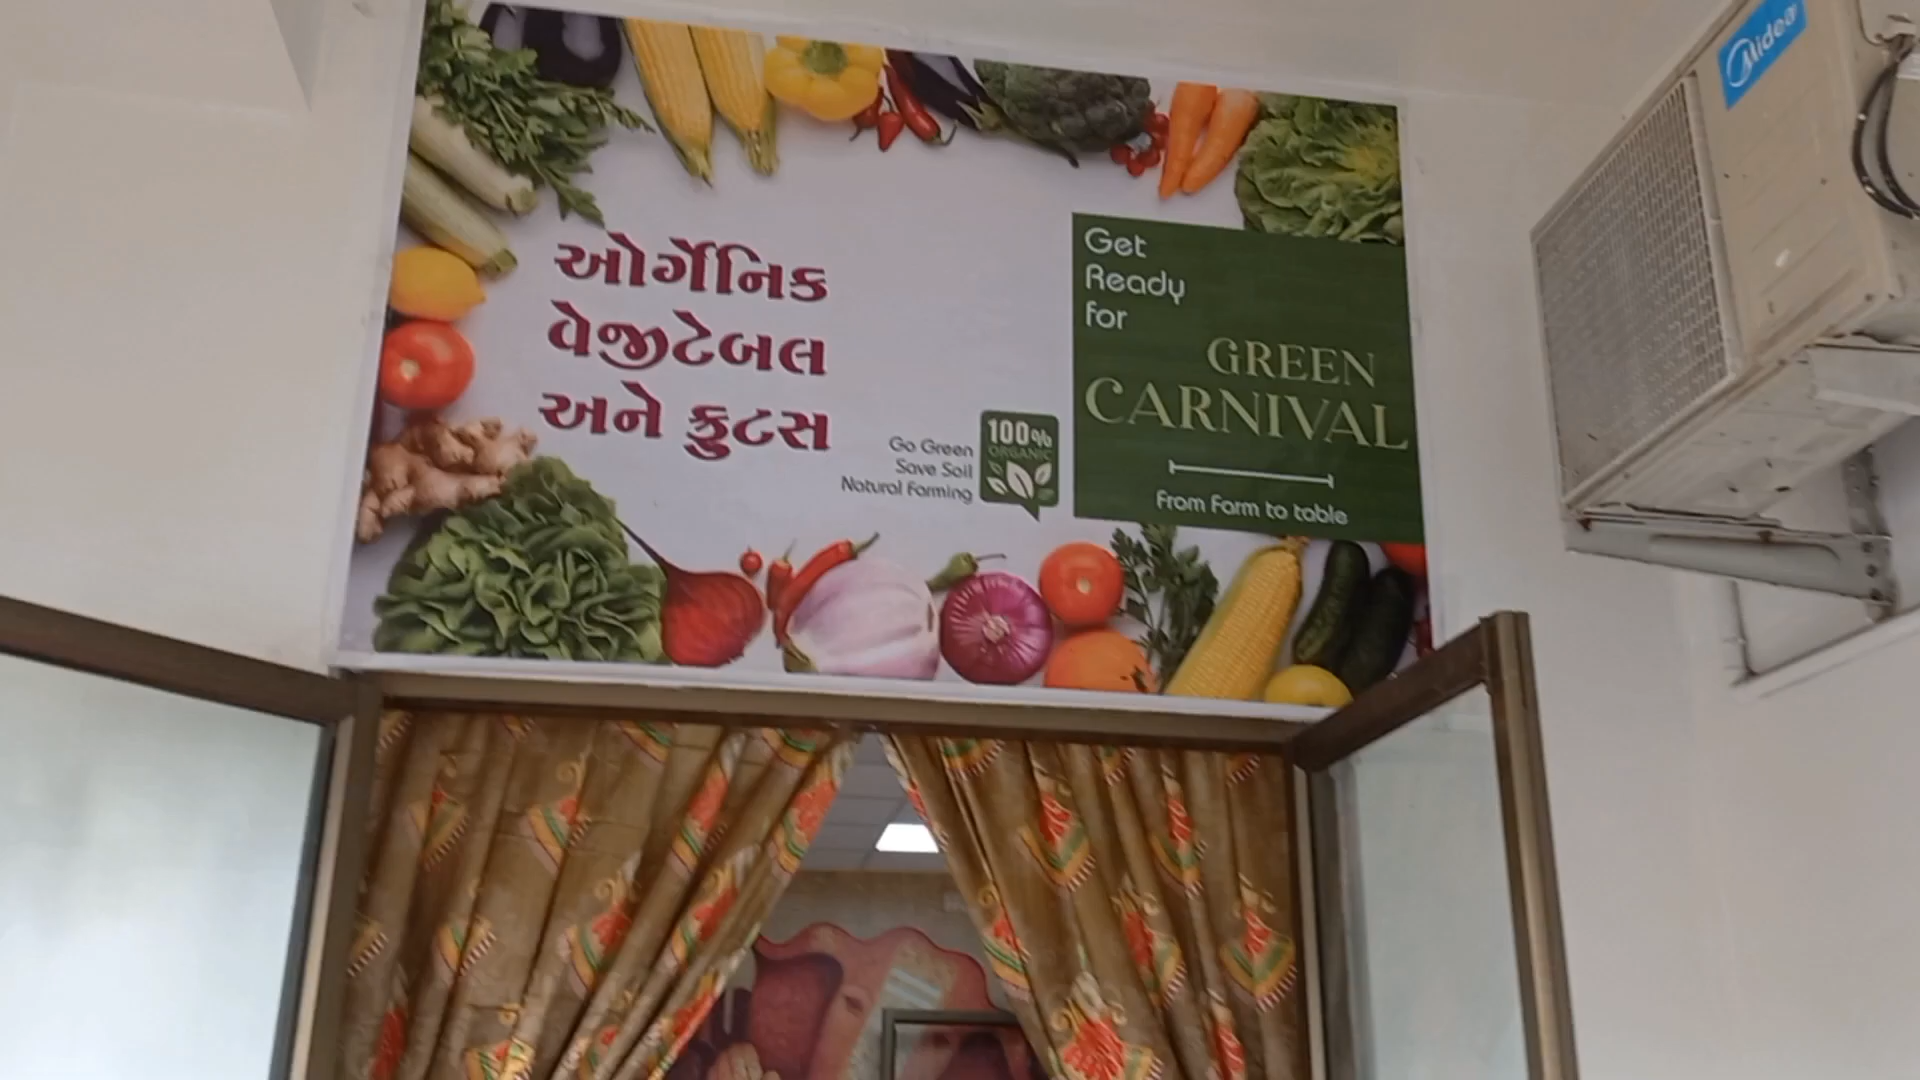 ઓર્ગેનિક
વેજીટેબલ
અને ફ્રુટસ
Go Green
Save Soil
Natural Farming
100%
ORGANIC
Get
Ready
for
GREEN
CARNIVAL
From Farm to table
Midea